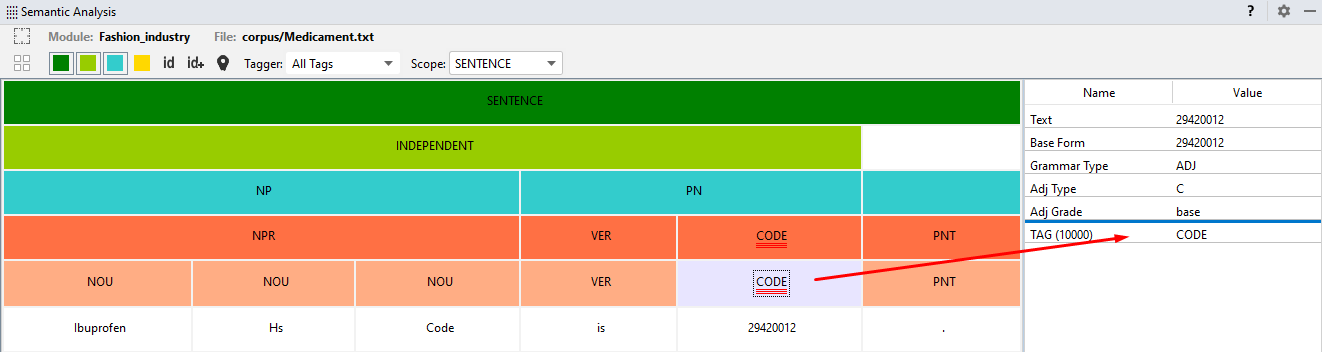 Semantic Analysis ?
Module: Fashion_industry File: corpus/Medicament.txt
id id+ Tagger: All Tags Scope: SENTENCE
SENTENCE
INDEPENDENT
NP PN
NPR VER CODE PNT
NOU NOU NOU VER CODE PNT
Ibuprofen Hs Code is 29420012 .
Name Value
Text 29420012
Base Form 29420012
Grammar Type ADJ
Adj Type C
Adj Grade base
TAG (10000) CODE